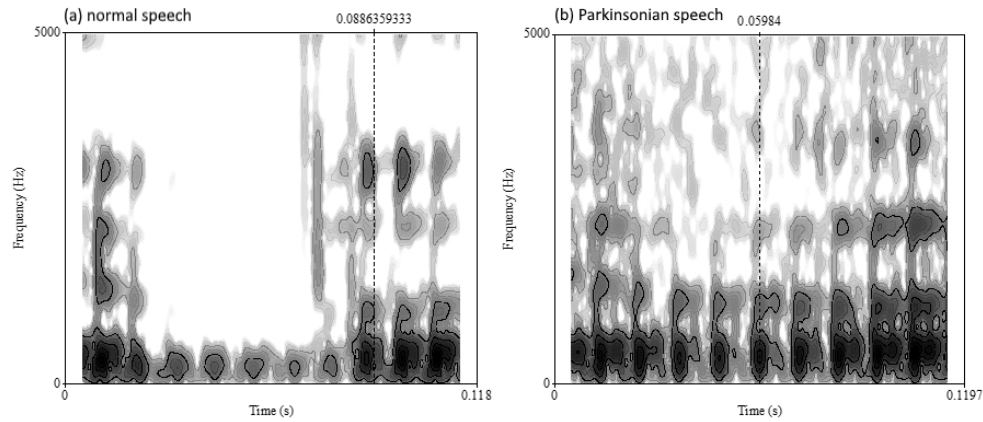 (a) normal speech
0.0886359333
5000
Frequency (Hz)
0
0
Time (s)
0.118
(b) Parkinsonian speech
0.05984
5000
Frequency (Hz)
0
0
Time (s)
0.1197